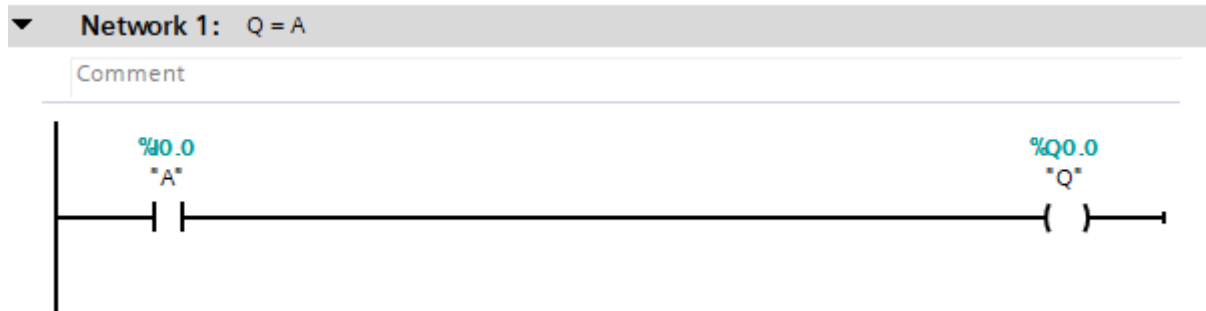 Network 1: Q = A
Comment
%I0.0
"A"
%Q0.0
"Q"